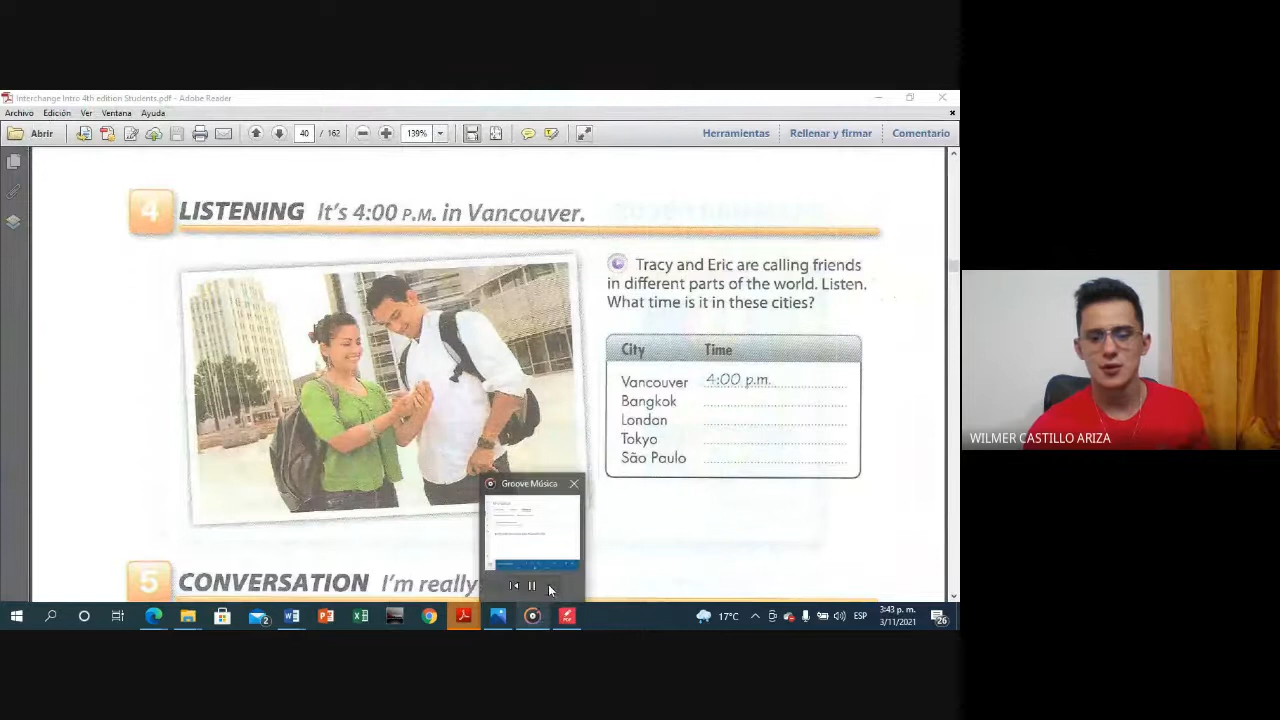 Interchange Intro 4th edition Students.pdf - Adobe Reader
Archivo Edición Ver Ventana Ayuda
Abrir
40 / 162
139%
Herramientas Rellenar y firmar Comentario
4 LISTENING It's 4:00 P.M. in Vancouver.
Tracy and Eric are calling friends
in different parts of the world. Listen.
What time is it in these cities?
City Time
Vancouver 4:00 p.m.
Bangkok
London
Tokyo
São Paulo
WILMER CASTILLO ARIZA
Groove Música
5 CONVERSATION I'm really
17°C
ESP
3:43 p. m.
3/11/2021
26